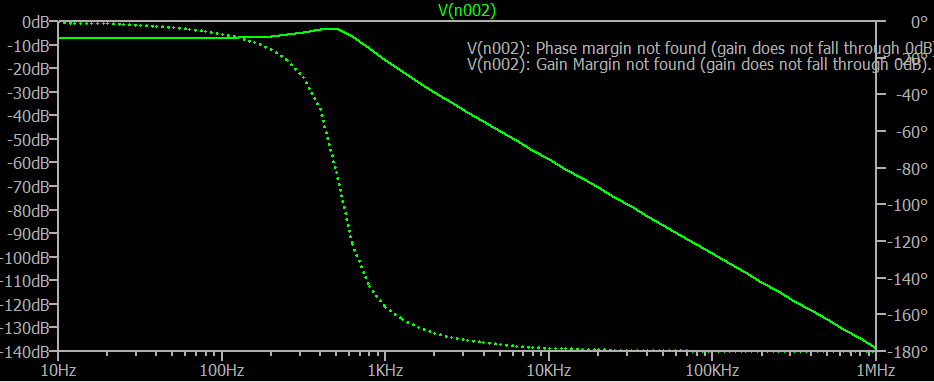 V(n002)
0dB
-10dB
-20dB
-30dB
-40dB
-50dB
-60dB
-70dB
-80dB
-90dB
-100dB
-110dB
-120dB
-130dB
-140dB
V(n002): Phase margin not found (gain does not fall through 0dB)
V(n002): Gain Margin not found (gain does not fall through 0dB).
0°
-20°
-40°
-60°
-80°
-100°
-120°
-140°
-160°
-180°
10Hz
100Hz
1KHz
10KHz
100KHz
1MHz